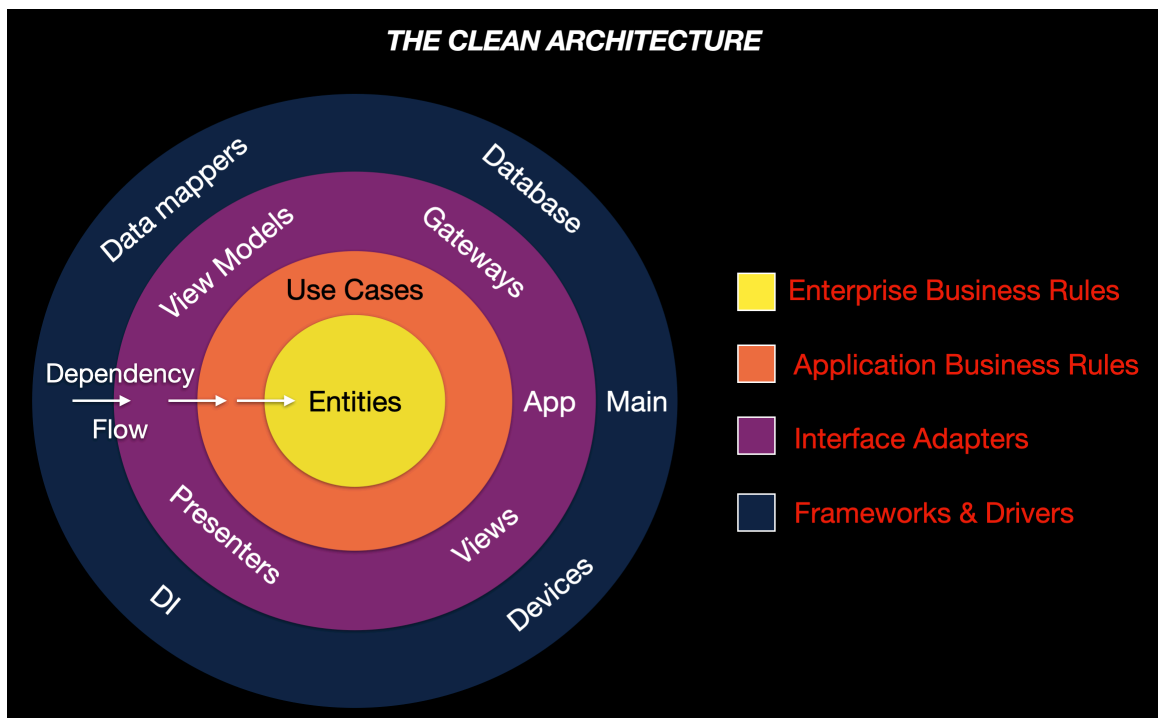 THE CLEAN ARCHITECTURE
Data mappers
Database
View Models
Gateways
Use Cases
Dependency
Flow
Entities
App
Main
Presenters
Views
DI
Devices
Enterprise Business Rules
Application Business Rules
Interface Adapters
Frameworks & Drivers